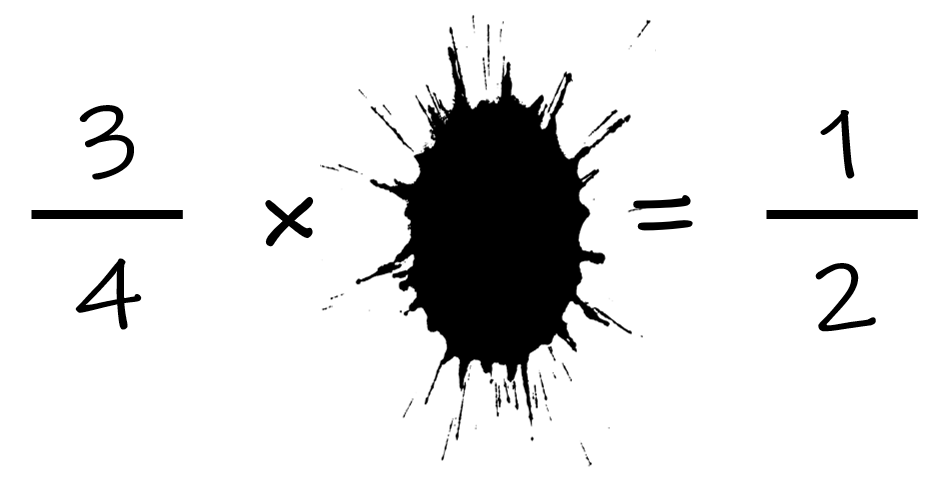 3/4 × = 1/2